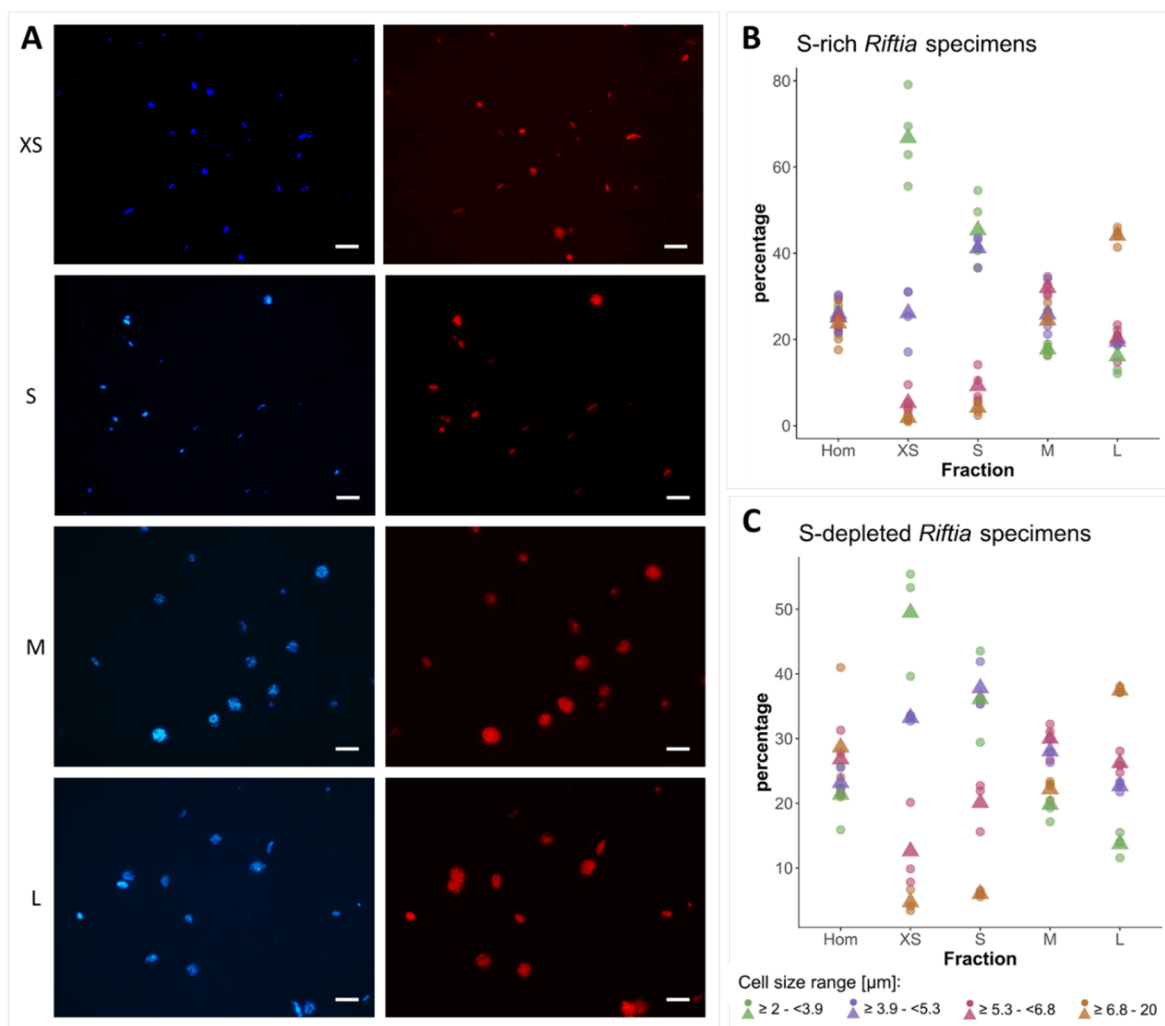 A
XS
S
M
L
B
S-rich Riftia specimens
80
60
40
20
0
percentage
Hom XS S M L
Fraction
C
S-depleted Riftia specimens
50
40
30
20
10
percentage
Hom XS S M L
Fraction
Cell size range [µm]:
≥ 2 - <3.9 ≥ 3.9 - <5.3 ≥ 5.3 - <6.8 ≥ 6.8 - 20